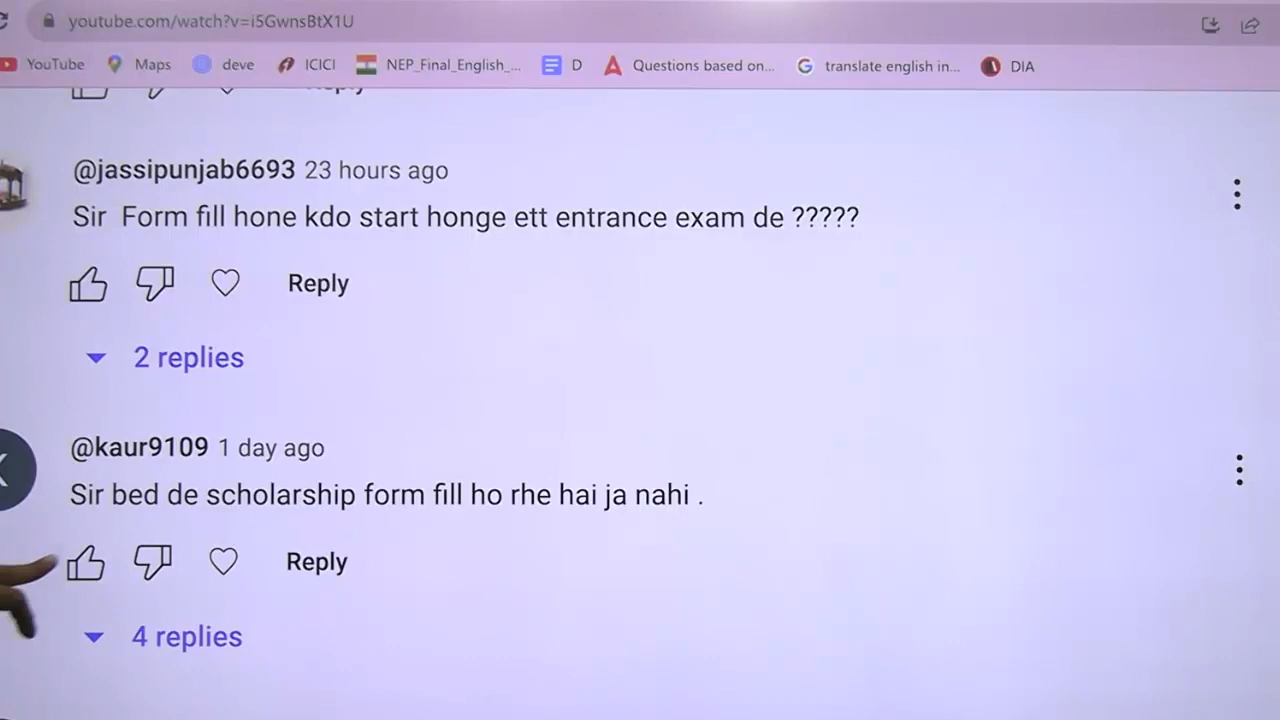 youtube.com/watch?v=i5GwnsBtX1U
YouTube Maps deve ICICI NEP_Final_English_... D Questions based on... translate english in... DIA
Reply
@jassipunjab6693 23 hours ago
Sir Form fill hone kdo start honge ett entrance exam de ?????
Reply
2 replies
K
@kaur9109 1 day ago
Sir bed de scholarship form fill ho rhe hai ja nahi .
Reply
4 replies